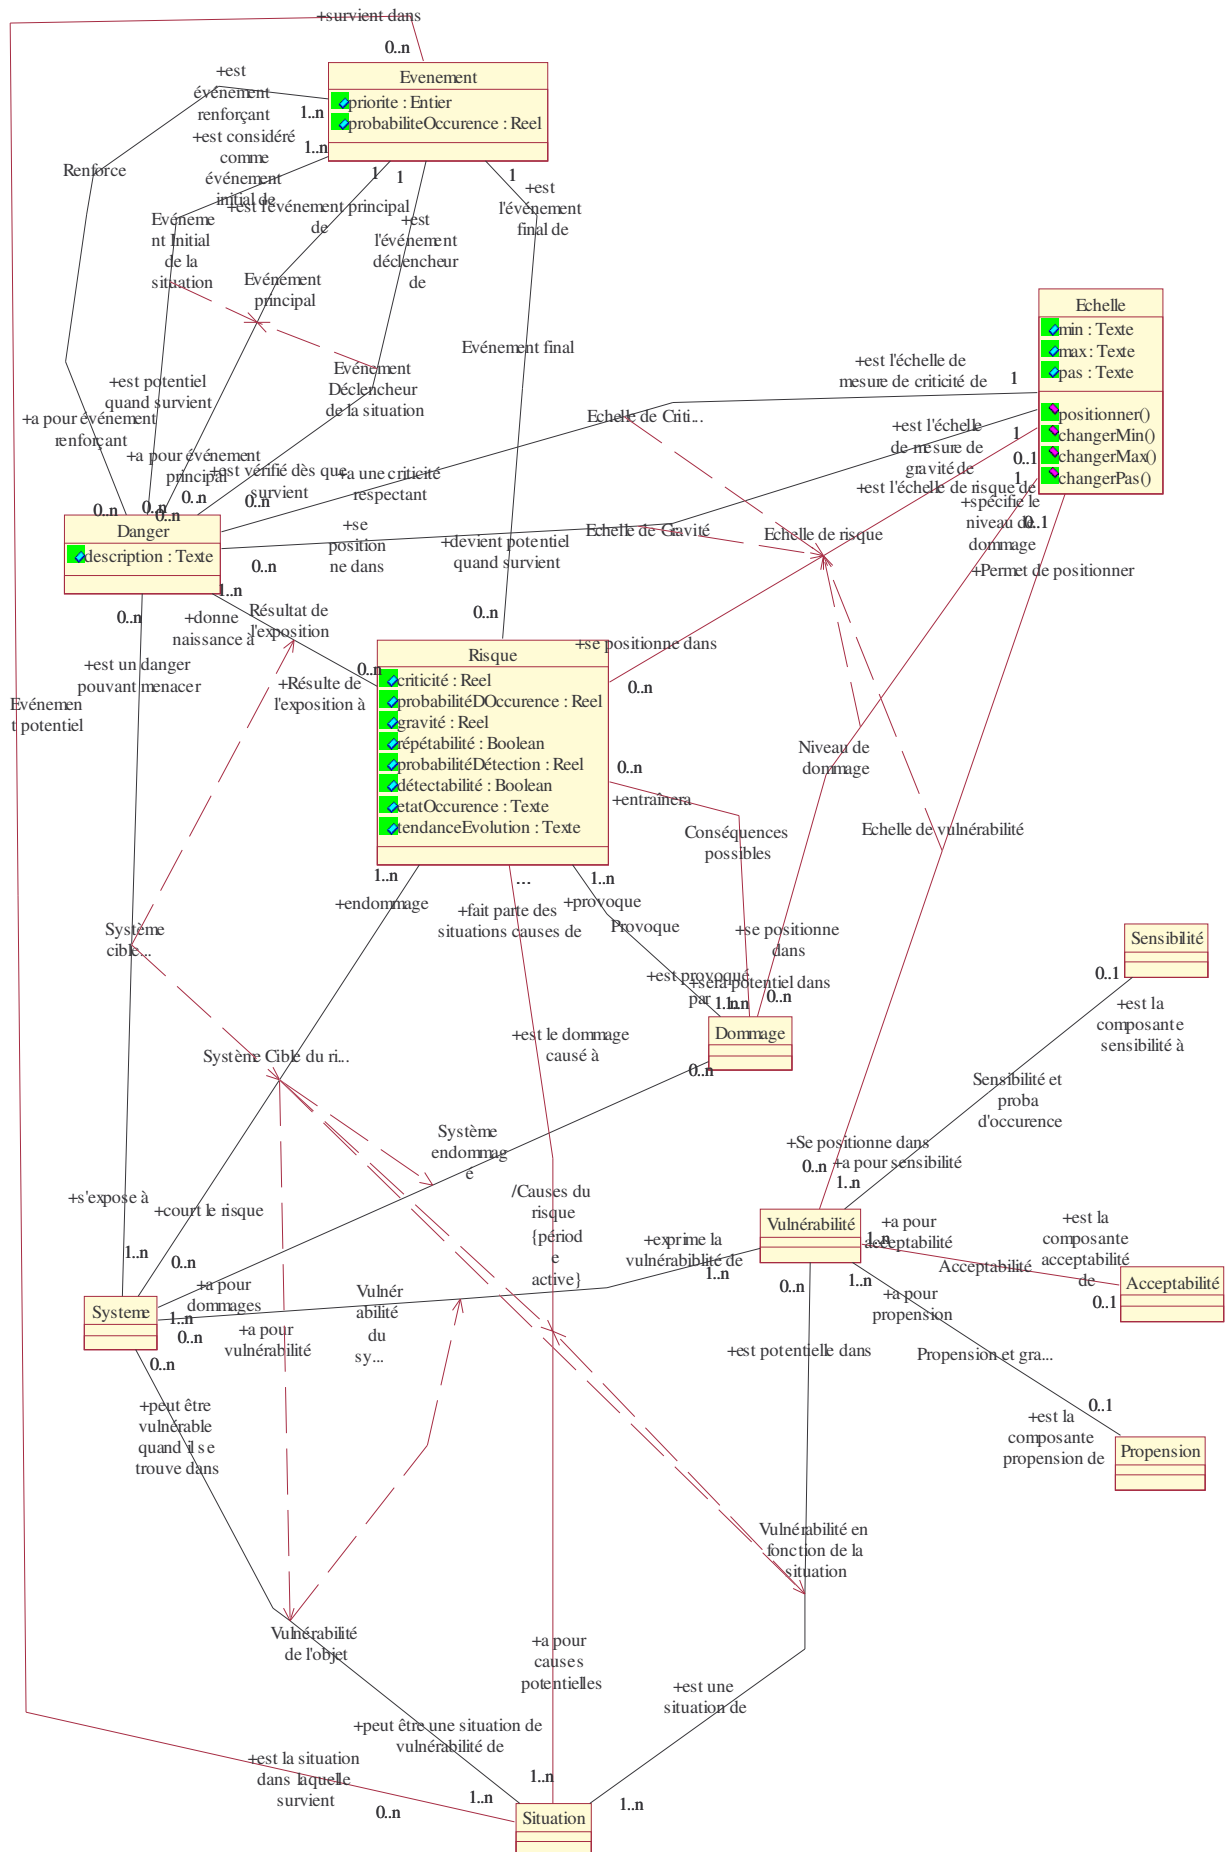 +survient dans
0..n
Evenement
priorite : Entier
probabiliteOccurence : Reel
+est
événement
renforçant
1..n
+est considéré
comme
événement
initial de
1..n
Renforce
1
1
1
+est l'événement principal
de
+est
l'événement
déclencheur
de
+est
l'événement
final de
Evéneme
nt Initial
de la
situation
Evénement
principal
Evénement final
Evénement
Déclencheur
de la situation
Echelle
min : Texte
max : Texte
pas : Texte
positionner()
changerMin()
changerMax()
changerPas()
+est l'échelle de
mesure de criticité de
1
Echelle de Criti...
+est l'échelle
de mesure de
gravité de
1
+est l'échelle de risque de
0..1
1
+spécifie le
niveau de
dommage
0..1
+Permet de positionner
+est potentiel
quand survient
+a pour événement
renforçant
+a pour événement
principal
+est vérifié dès que
survient
+a une criticité
respectant
0..n
0..n
0..n
0..n
0..n
Danger
description : Texte
+se
position
ne dans
0..n
Echelle de Gravité
Echelle de risque
+devient potentiel
quand survient
0..n
1..n
+donne
naissance à
Résultat de
l'exposition
0..n
+Résulte de
l'exposition à
0..n
+est un danger
pouvant menacer
Evénemen
t potentiel
Risque
criticité : Reel
probabilitéDOccurence : Reel
gravité : Reel
répétabilité : Boolean
probabilitéDétection : Reel
détectabilité : Boolean
etatOccurence : Texte
tendanceEvolution : Texte
+se positionne dans
0..n
Niveau de
dommage
0..n
+entraînera
Conséquences
possibles
Echelle de vulnérabilité
1..n
+endommage
...
+fait partie des
situations causes de
1..n
+provoque
Provoque
+se positionne
dans
Système
cible...
+est provoqué
par
+sera potentiel dans
1..n
1..n
0..n
Dommage
0..n
+est le dommage
causé à
Système Cible du ri...
Sensibilité
0..1
+est la
composante
sensibilité à
Sensibilité et
proba
d'occurence
Système
endommag
é
+Se positionne dans
0..n
+a pour sensibilité
1..n
+s'expose à
+court le risque
1..n
0..n
/Causes du
risque
{périod
e
active}
+exprime la
vulnérabiblité de
1..n
Vulnérabilité
+a pour
acceptabilité
1..n
+est la
composante
acceptabilité
de
0..1
Acceptabilité
Acceptabilité
0..n
1..n
+a pour
propension
Systeme
+a pour
dommages
1..n
0..n
Vulnér
abilité
du
sy...
+a pour
vulnérabilité
0..n
+est potentielle dans
Propension et gra...
0..1
+est la
composante
propension de
Propension
+peut être
vulnérable
quand il se
trouve dans
Vulnérabilité en
fonction de la
situation
Vulnérabilité
de l'objet
+a pour
causes
potentielles
+est une
situation de
+peut être une situation de
vulnérabilité de
+est la situation
dans laquelle
survient
0..n
1..n
1..n
1..n
Situation